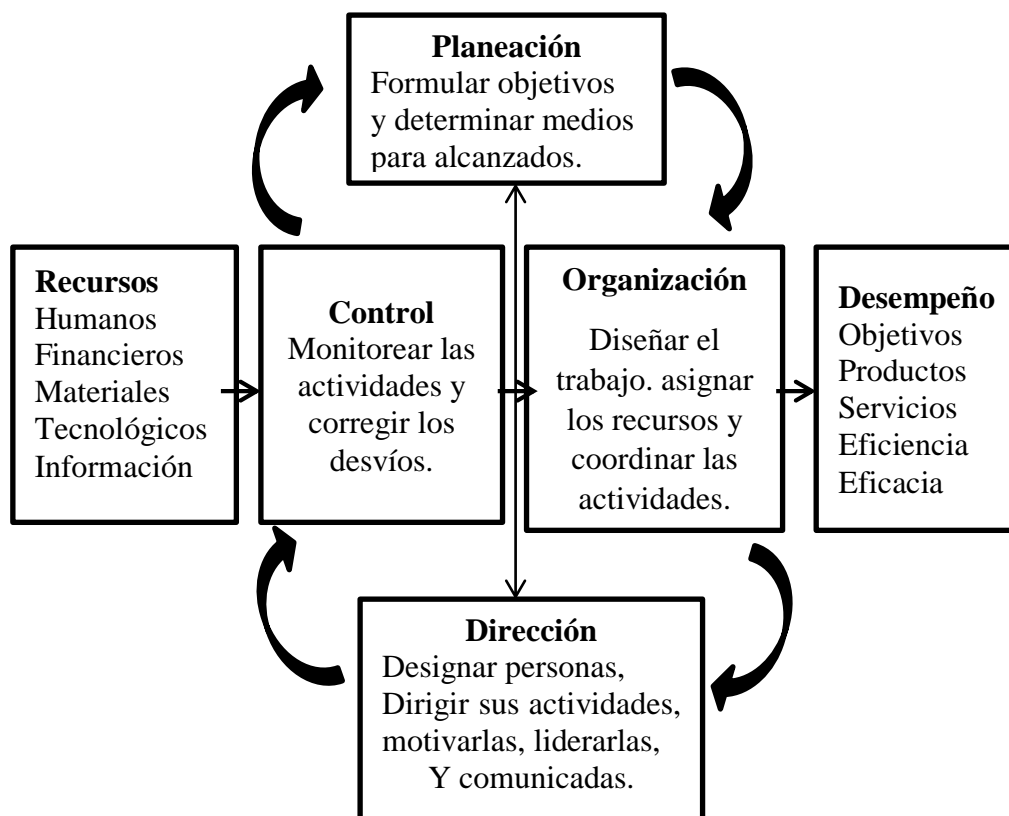 Planeación
Formular objetivos
y determinar medios
para alcanzados.
Recursos
Humanos
Financieros
Materiales
Tecnológicos
Información
Control
Monitorear las
actividades y
corregir los
desvíos.
Organización
Diseñar el
trabajo. asignar
los recursos y
coordinar las
actividades.
Desempeño
Objetivos
Productos
Servicios
Eficiencia
Eficacia
Dirección
Designar personas,
Dirigir sus actividades,
motivarlas, liderarlas,
Y comunicadas.